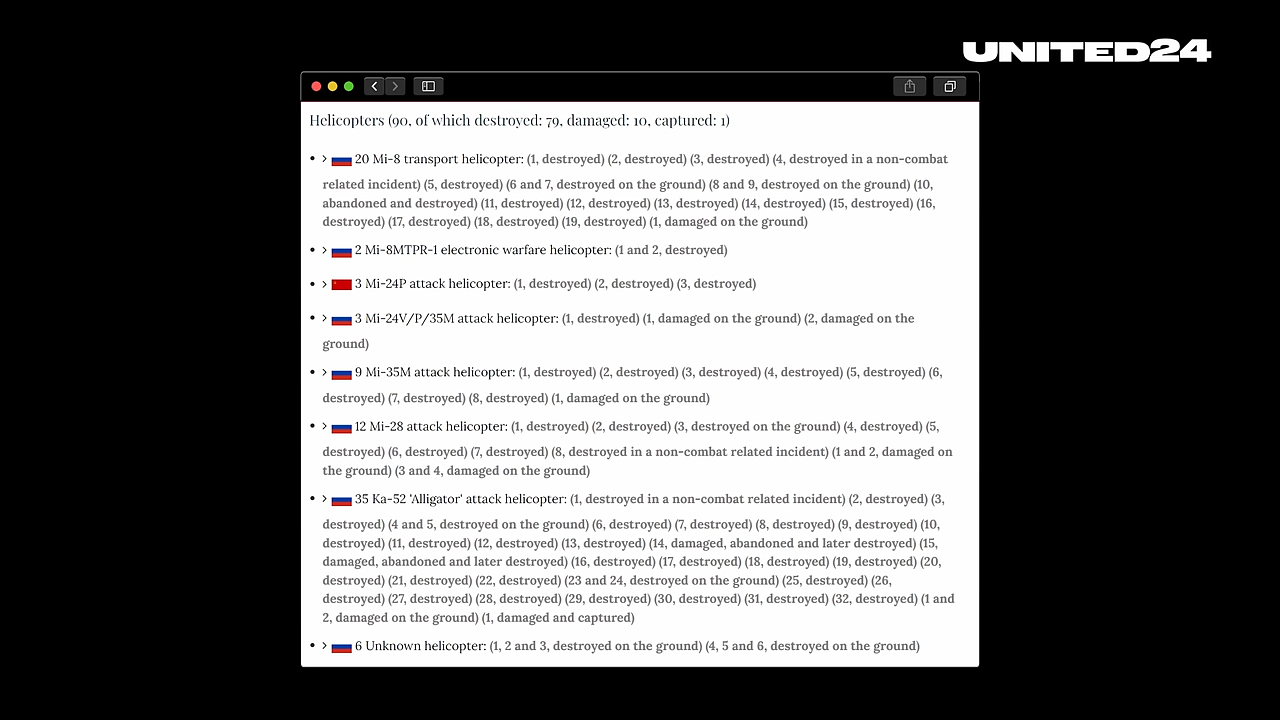 UNITED24
Helicopters (90, of which destroyed: 79, damaged: 10, captured: 1)
20 Mi-8 transport helicopter: (1, destroyed) (2, destroyed) (3, destroyed) (4, destroyed in a non-combat
related incident) (5, destroyed) (6 and 7, destroyed on the ground) (8 and 9, destroyed on the ground) (10,
abandoned and destroyed) (11, destroyed) (12, destroyed) (13, destroyed) (14, destroyed) (15, destroyed) (16,
destroyed) (17, destroyed) (18, destroyed) (19, destroyed) (1, damaged on the ground)
2 Mi-8MTPR-1 electronic warfare helicopter: (1 and 2, destroyed)
3 Mi-24P attack helicopter: (1, destroyed) (2, destroyed) (3, destroyed)
3 Mi-24V/P/35M attack helicopter: (1, destroyed) (1, damaged on the ground) (2, damaged on the
ground)
9 Mi-35M attack helicopter: (1, destroyed) (2, destroyed) (3, destroyed) (4, destroyed) (5, destroyed) (6,
destroyed) (7, destroyed) (8, destroyed) (1, damaged on the ground)
12 Mi-28 attack helicopter: (1, destroyed) (2, destroyed) (3, destroyed on the ground) (4, destroyed) (5,
destroyed) (6, destroyed) (7, destroyed) (8, destroyed in a non-combat related incident) (1 and 2, damaged on
the ground) (3 and 4, damaged on the ground)
35 Ka-52 'Alligator' attack helicopter: (1, destroyed in a non-combat related incident) (2, destroyed) (3,
destroyed) (4 and 5, destroyed on the ground) (6, destroyed) (7, destroyed) (8, destroyed) (9, destroyed) (10,
destroyed) (11, destroyed) (12, destroyed) (13, destroyed) (14, damaged, abandoned and later destroyed) (15,
damaged, abandoned and later destroyed) (16, destroyed) (17, destroyed) (18, destroyed) (19, destroyed) (20,
destroyed) (21, destroyed) (22, destroyed) (23 and 24, destroyed on the ground) (25, destroyed) (26,
destroyed) (27, destroyed) (28, destroyed) (29, destroyed) (30, destroyed) (31, destroyed) (32, destroyed) (1 and
2, damaged on the ground) (1, damaged and captured)
6 Unknown helicopter: (1, 2 and 3, destroyed on the ground) (4, 5 and 6, destroyed on the ground)